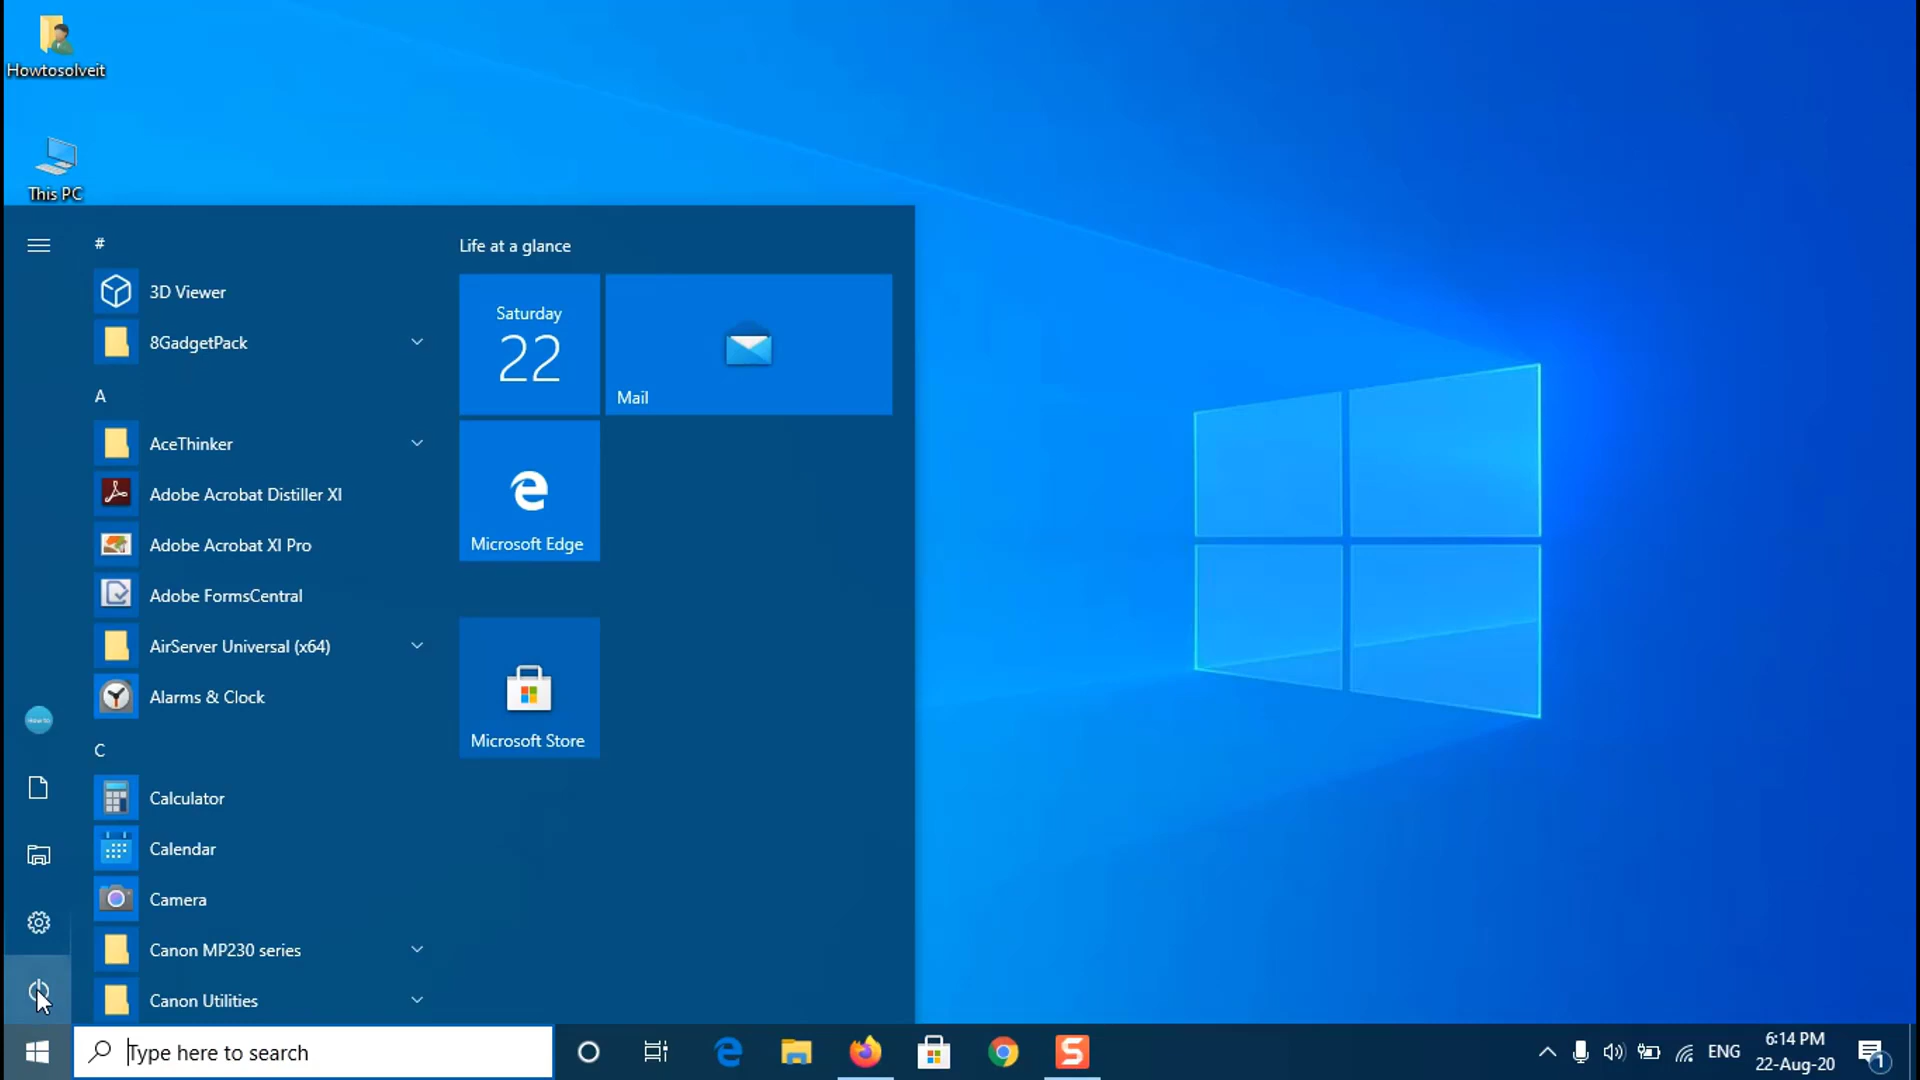 Howtosolveit
This PC
#
3D Viewer
8GadgetPack
A
AceThinker
Adobe Acrobat Distiller XI
Adobe Acrobat XI Pro
Adobe FormsCentral
AirServer Universal (x64)
Alarms & Clock
C
Calculator
Calendar
Camera
Canon MP230 series
Canon Utilities
Life at a glance
Saturday
22
Mail
Microsoft Edge
Microsoft Store
Type here to search
ENG
6:14 PM
22-Aug-20
1